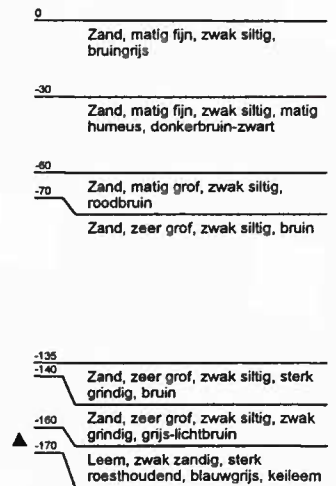 0
Zand, matig fijn, zwak siltig,
bruingrijs
-30
Zand, matig fijn, zwak siltig, matig
humeus, donkerbruin-zwart
-60
-70
Zand, matig grof, zwak siltig,
roodbruin
Zand, zeer grof, zwak siltig, bruin
-135
-140
Zand, zeer grof, zwak siltig, sterk
grindig, bruin
-160
Zand, zeer grof, zwak siltig, zwak
grindig, grijs-lichtbruin
-170
Leem, zwak zandig, sterk
roesthoudend, blauwgrijs, keileem